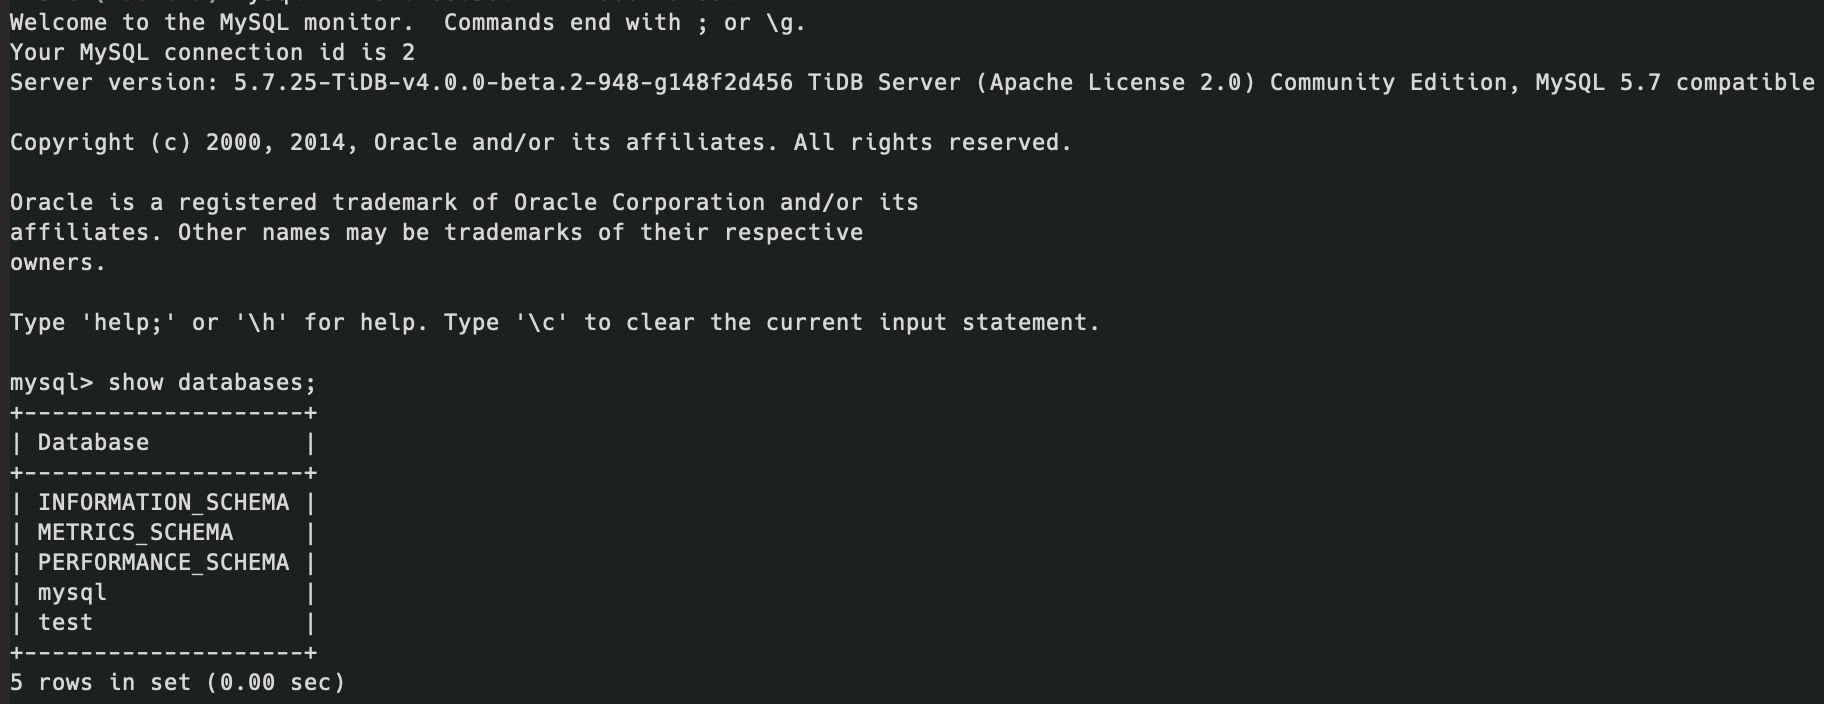 Welcome to the MySQL monitor.  Commands end with ; or \g.
Your MySQL connection id is 2
Server version: 5.7.25-TiDB-v4.0.0-beta.2-948-g148f2d456 TiDB Server (Apache License 2.0) Community Edition, MySQL 5.7 compatible
Copyright (c) 2000, 2014, Oracle and/or its affiliates. All rights reserved.
Oracle is a registered trademark of Oracle Corporation and/or its
affiliates. Other names may be trademarks of their respective
owners.
Type 'help;' or '\h' for help. Type '\c' to clear the current input statement.
mysql> show databases;
+--------------------+
| Database           |
+--------------------+
| INFORMATION_SCHEMA |
| METRICS_SCHEMA     |
| PERFORMANCE_SCHEMA |
| mysql              |
| test               |
+--------------------+
5 rows in set (0.00 sec)